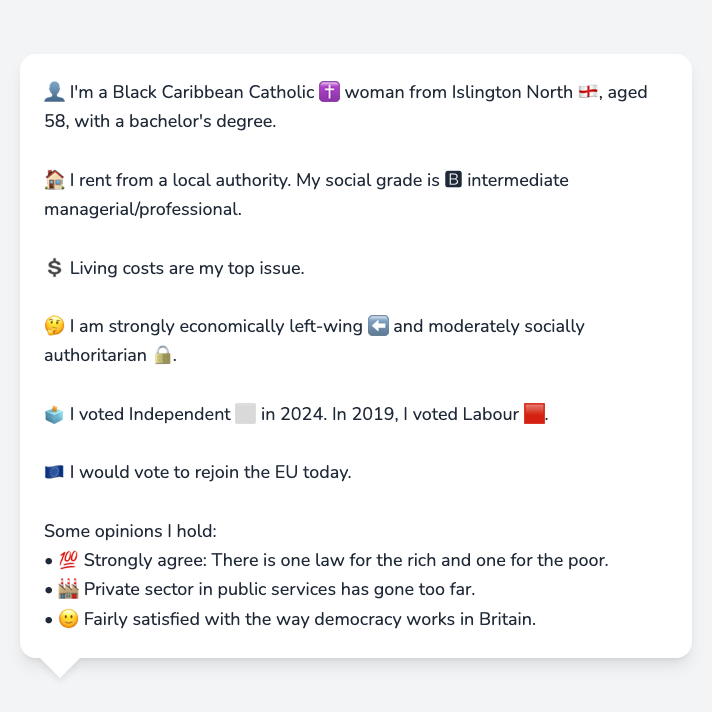 👤 I'm a Black Caribbean Catholic ✝️ woman from Islington North 🏴󠁧󠁢󠁥󠁮󠁧󠁿, aged
58, with a bachelor's degree.
🏠 I rent from a local authority. My social grade is 🅱 intermediate
managerial/professional.
💲 Living costs are my top issue.
🤔 I am strongly economically left-wing ⬅️ and moderately socially
authoritarian 🔒.
🗳️ I voted Independent ⬜ in 2024. In 2019, I voted Labour 🟥.
🇪🇺 I would vote to rejoin the EU today.
Some opinions I hold:
• 💯 Strongly agree: There is one law for the rich and one for the poor.
• 🏭 Private sector in public services has gone too far.
• 🙂 Fairly satisfied with the way democracy works in Britain.